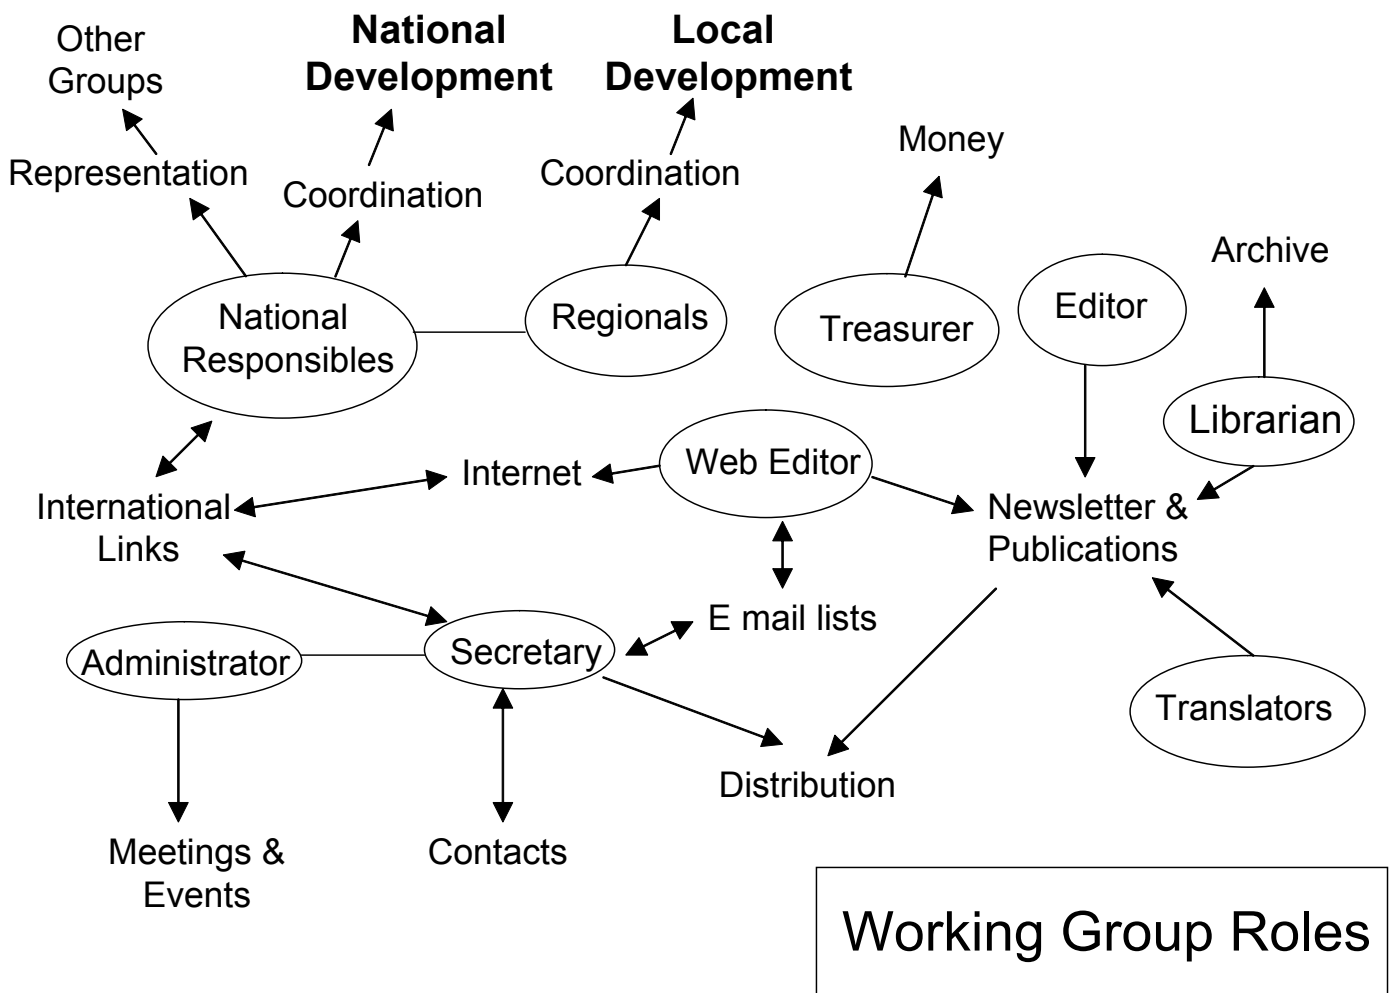 Other
Groups
National
Development
Local
Development
Money
Representation
Coordination
Coordination
Archive
National
Responsibles
Regionals
Treasurer
Editor
Librarian
Internet
Web Editor
International
Links
Newsletter &
Publications
E mail lists
Administrator
Secretary
Translators
Distribution
Meetings &
Events
Contacts
Working Group Roles